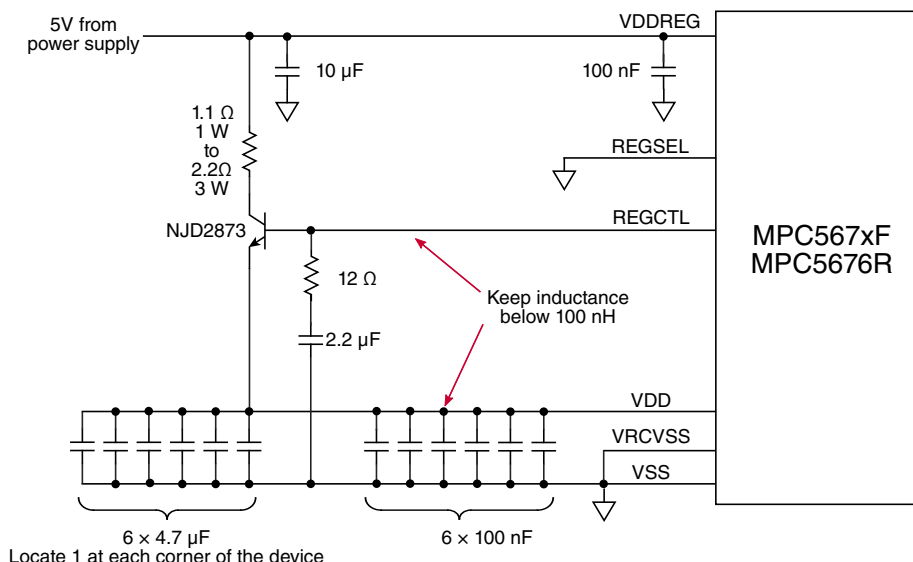 5V from
power supply
VDDREG
10 µF
100 nF
1.1 Ω
1 W
to
2.2Ω
3 W
REGSEL
NJD2873
REGCTL
MPC567xF
MPC5676R
12 Ω
Keep inductance
below 100 nH
2.2 µF
VDD
VRCVSS
VSS
6 × 4.7 µF
6 × 100 nF
Locate 1 at each corner of the device